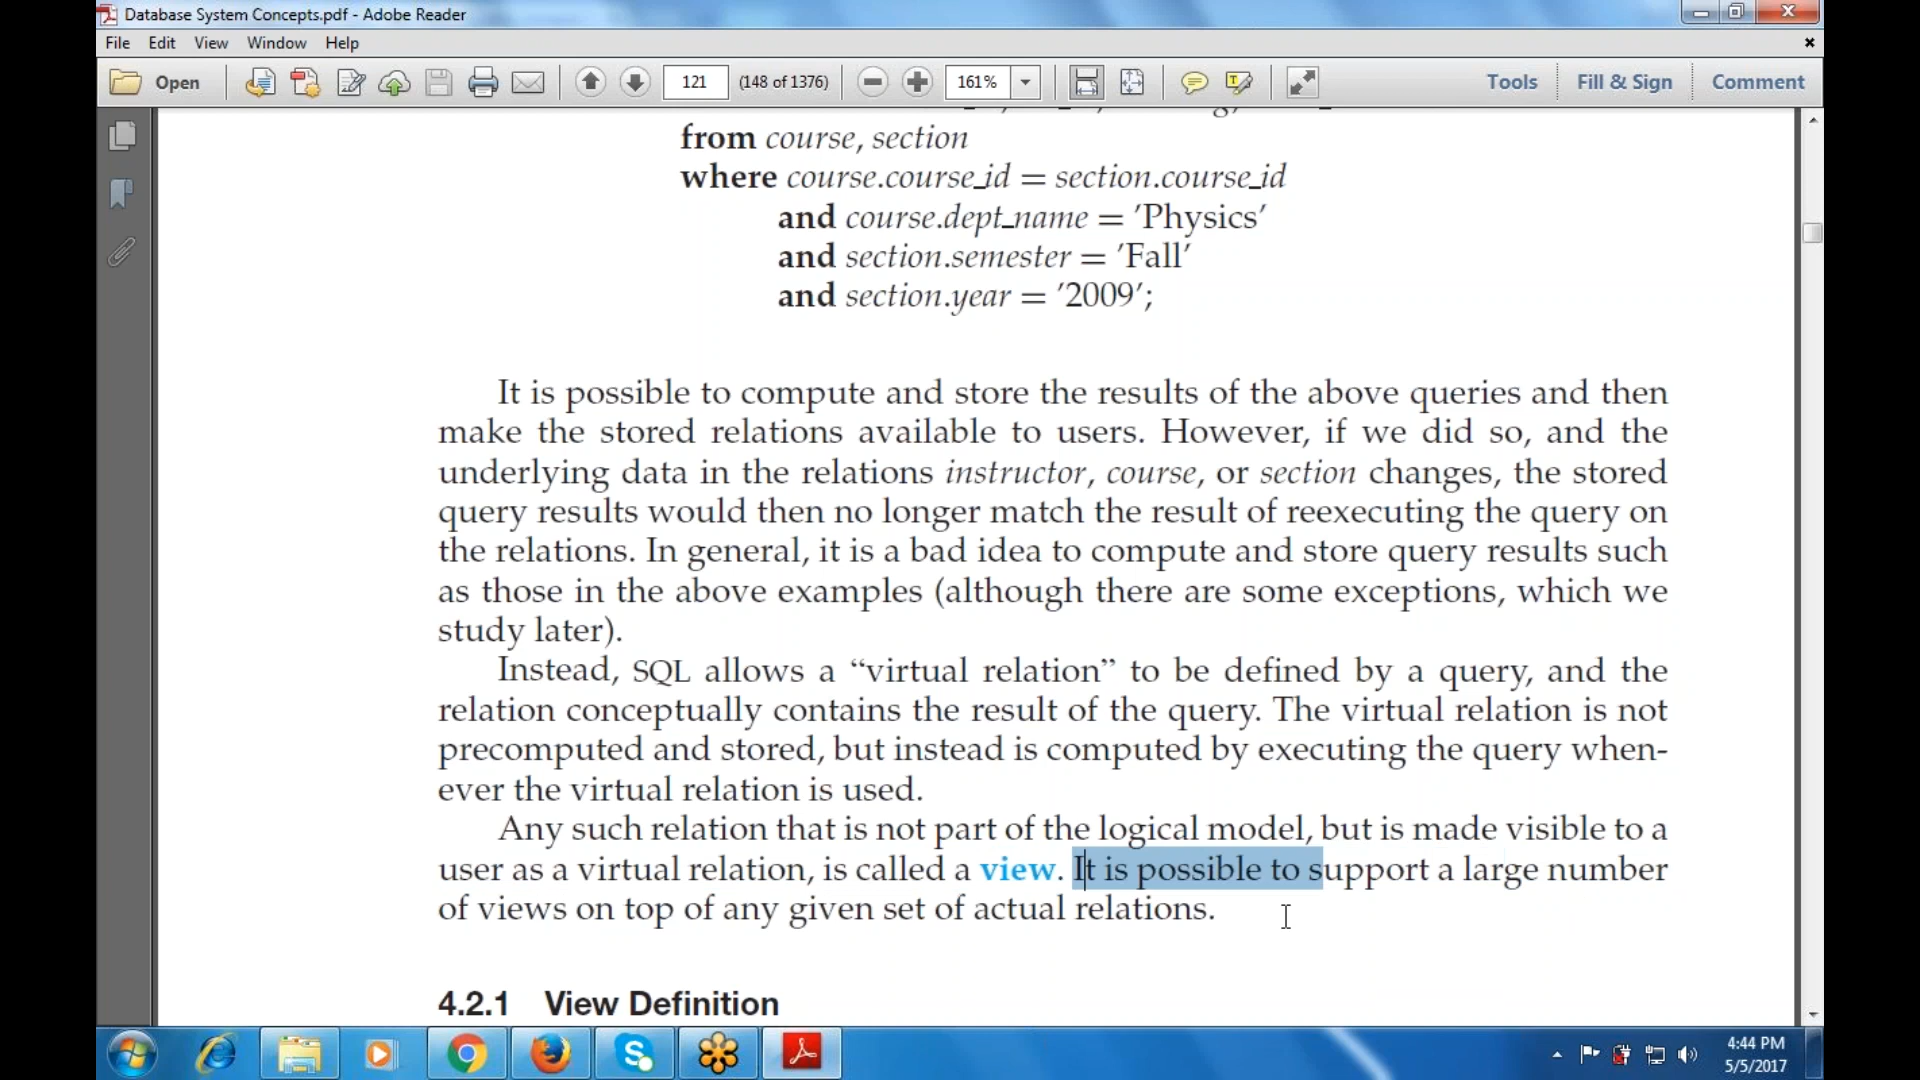 Database System Concepts.pdf - Adobe Reader
File Edit View Window Help
Open 121 (148 of 1376) 161% Tools Fill & Sign Comment
from course, section
where course.course_id = section.course_id
and course.dept_name = 'Physics'
and section.semester = 'Fall'
and section.year = '2009';
It is possible to compute and store the results of the above queries and then
make the stored relations available to users. However, if we did so, and the
underlying data in the relations instructor, course, or section changes, the stored
query results would then no longer match the result of reexecuting the query on
the relations. In general, it is a bad idea to compute and store query results such
as those in the above examples (although there are some exceptions, which we
study later).
Instead, SQL allows a “virtual relation” to be defined by a query, and the
relation conceptually contains the result of the query. The virtual relation is not
precomputed and stored, but instead is computed by executing the query when-
ever the virtual relation is used.
Any such relation that is not part of the logical model, but is made visible to a
user as a virtual relation, is called a view. It is possible to support a large number
of views on top of any given set of actual relations.
4.2.1 View Definition
4:44 PM
5/5/2017